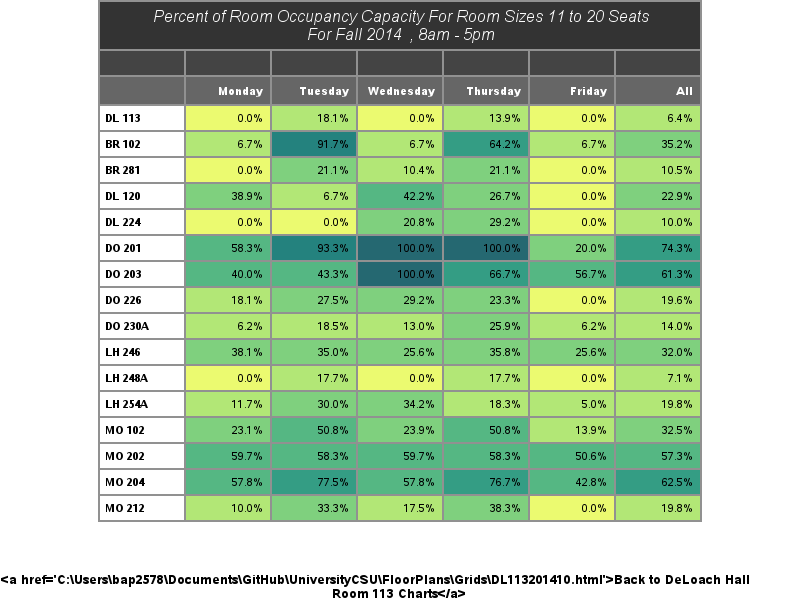 Percent of Room Occupancy Capacity For Room Sizes 11 to 20 Seats
For Fall 2014 , 8am - 5pm
Monday Tuesday Wednesday Thursday Friday All
DL 113 0.0% 18.1% 0.0% 13.9% 0.0% 6.4%
BR 102 6.7% 91.7% 6.7% 64.2% 6.7% 35.2%
BR 281 0.0% 21.1% 10.4% 21.1% 0.0% 10.5%
DL 120 38.9% 6.7% 42.2% 26.7% 0.0% 22.9%
DL 224 0.0% 0.0% 20.8% 29.2% 0.0% 10.0%
DO 201 58.3% 93.3% 100.0% 100.0% 20.0% 74.3%
DO 203 40.0% 43.3% 100.0% 66.7% 56.7% 61.3%
DO 226 18.1% 27.5% 29.2% 23.3% 0.0% 19.6%
DO 230A 6.2% 18.5% 13.0% 25.9% 6.2% 14.0%
LH 246 38.1% 35.0% 25.6% 35.8% 25.6% 32.0%
LH 248A 0.0% 17.7% 0.0% 17.7% 0.0% 7.1%
LH 254A 11.7% 30.0% 34.2% 18.3% 5.0% 19.8%
MO 102 23.1% 50.8% 23.9% 50.8% 13.9% 32.5%
MO 202 59.7% 58.3% 59.7% 58.3% 50.6% 57.3%
MO 204 57.8% 77.5% 57.8% 76.7% 42.8% 62.5%
MO 212 10.0% 33.3% 17.5% 38.3% 0.0% 19.8%
<a href='C:\Users\bap2578\Documents\GitHub\UniversityCSU\FloorPlans\Grids\DL113201410.html'>Back to DeLoach Hall
Room 113 Charts</a>